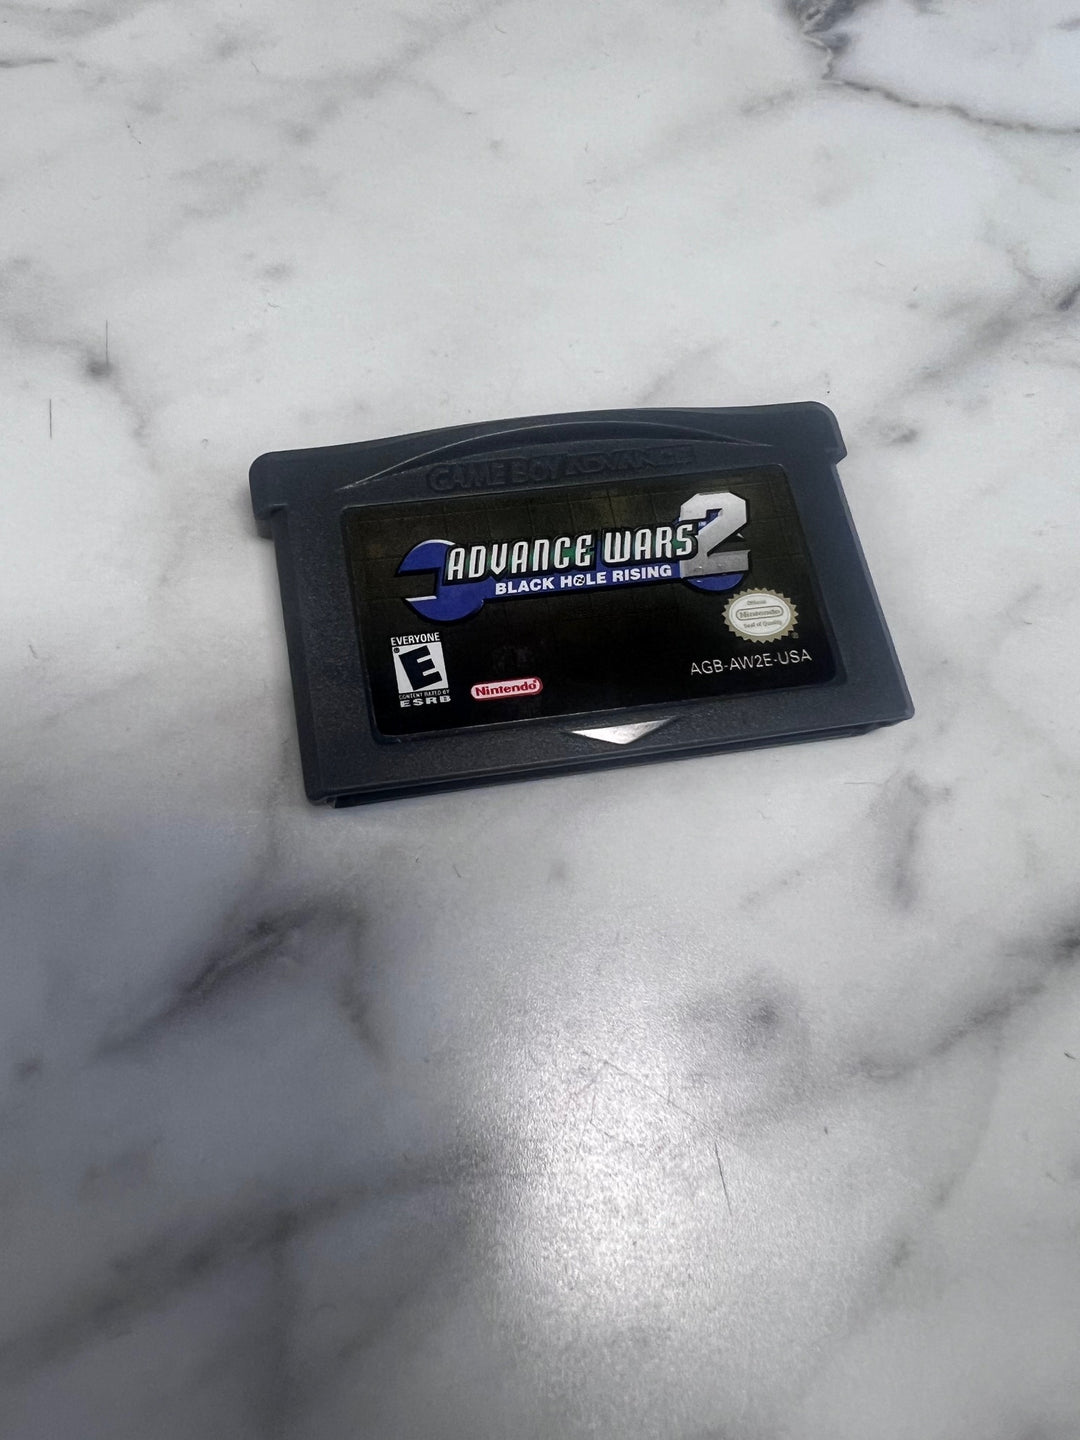 GAME BOY ADVANCE
ADVANCE WARS 2
BLACK HOLE RISING
EVERYONE
E
CONTENT RATED BY
ESRB
Nintendo®
Official
Nintendo
Seal of Quality
AGB-AW2E-USA